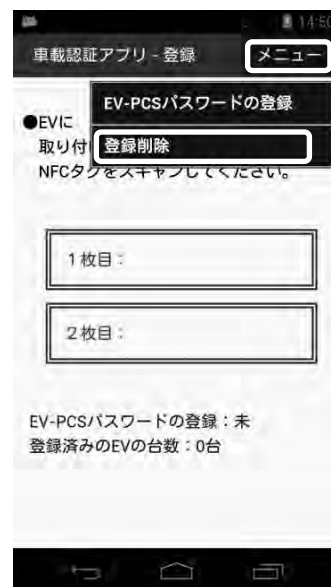 14:50
車載認証アプリ - 登録
メニュー
EV-PCSパスワードの登録
登録削除
●EVに
取り付
NFCタグをスキャンしてください。
1枚目：
2枚目：
EV-PCSパスワードの登録：未
登録済みのEVの台数：0台